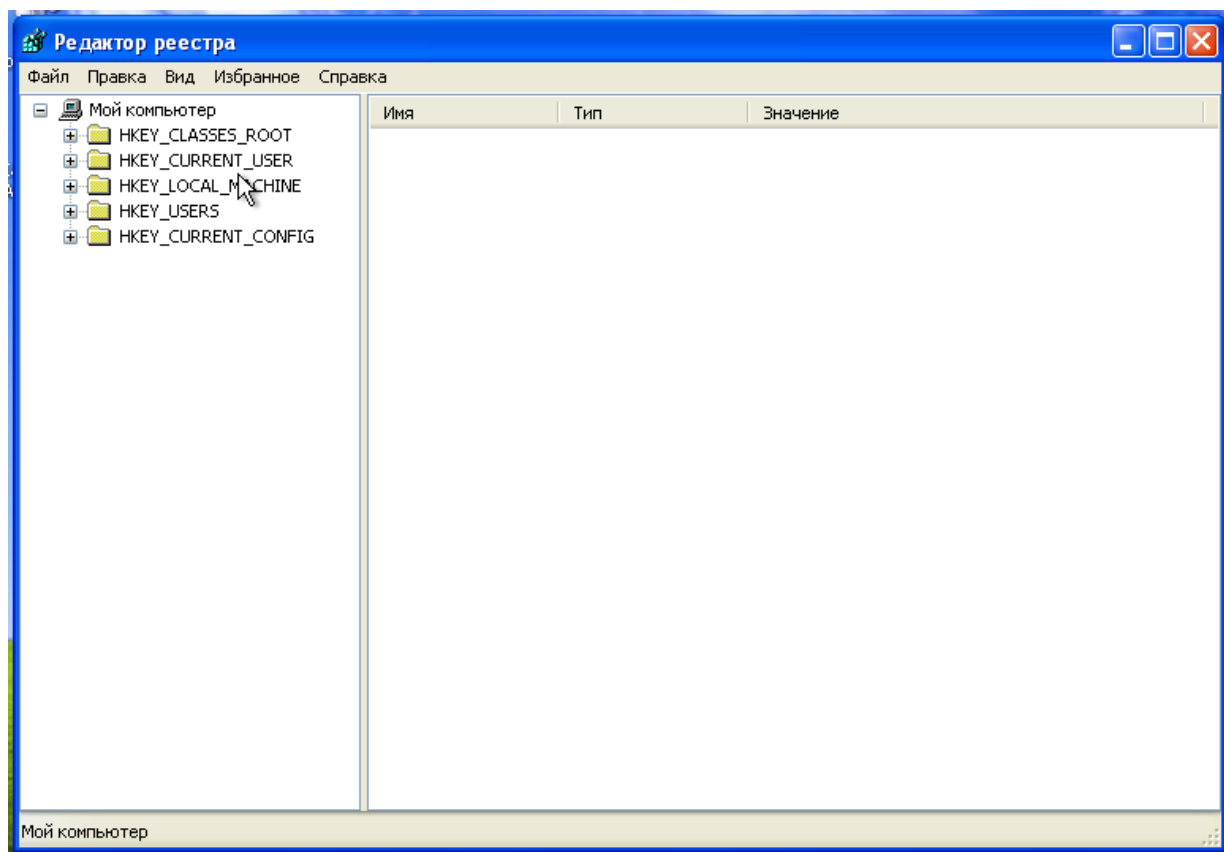 Редактор реестра
Файл Правка Вид Избранное Справка
Мой компьютер
HKEY_CLASSES_ROOT
HKEY_CURRENT_USER
HKEY_LOCAL_MACHINE
HKEY_USERS
HKEY_CURRENT_CONFIG
Имя Тип Значение
Мой компьютер